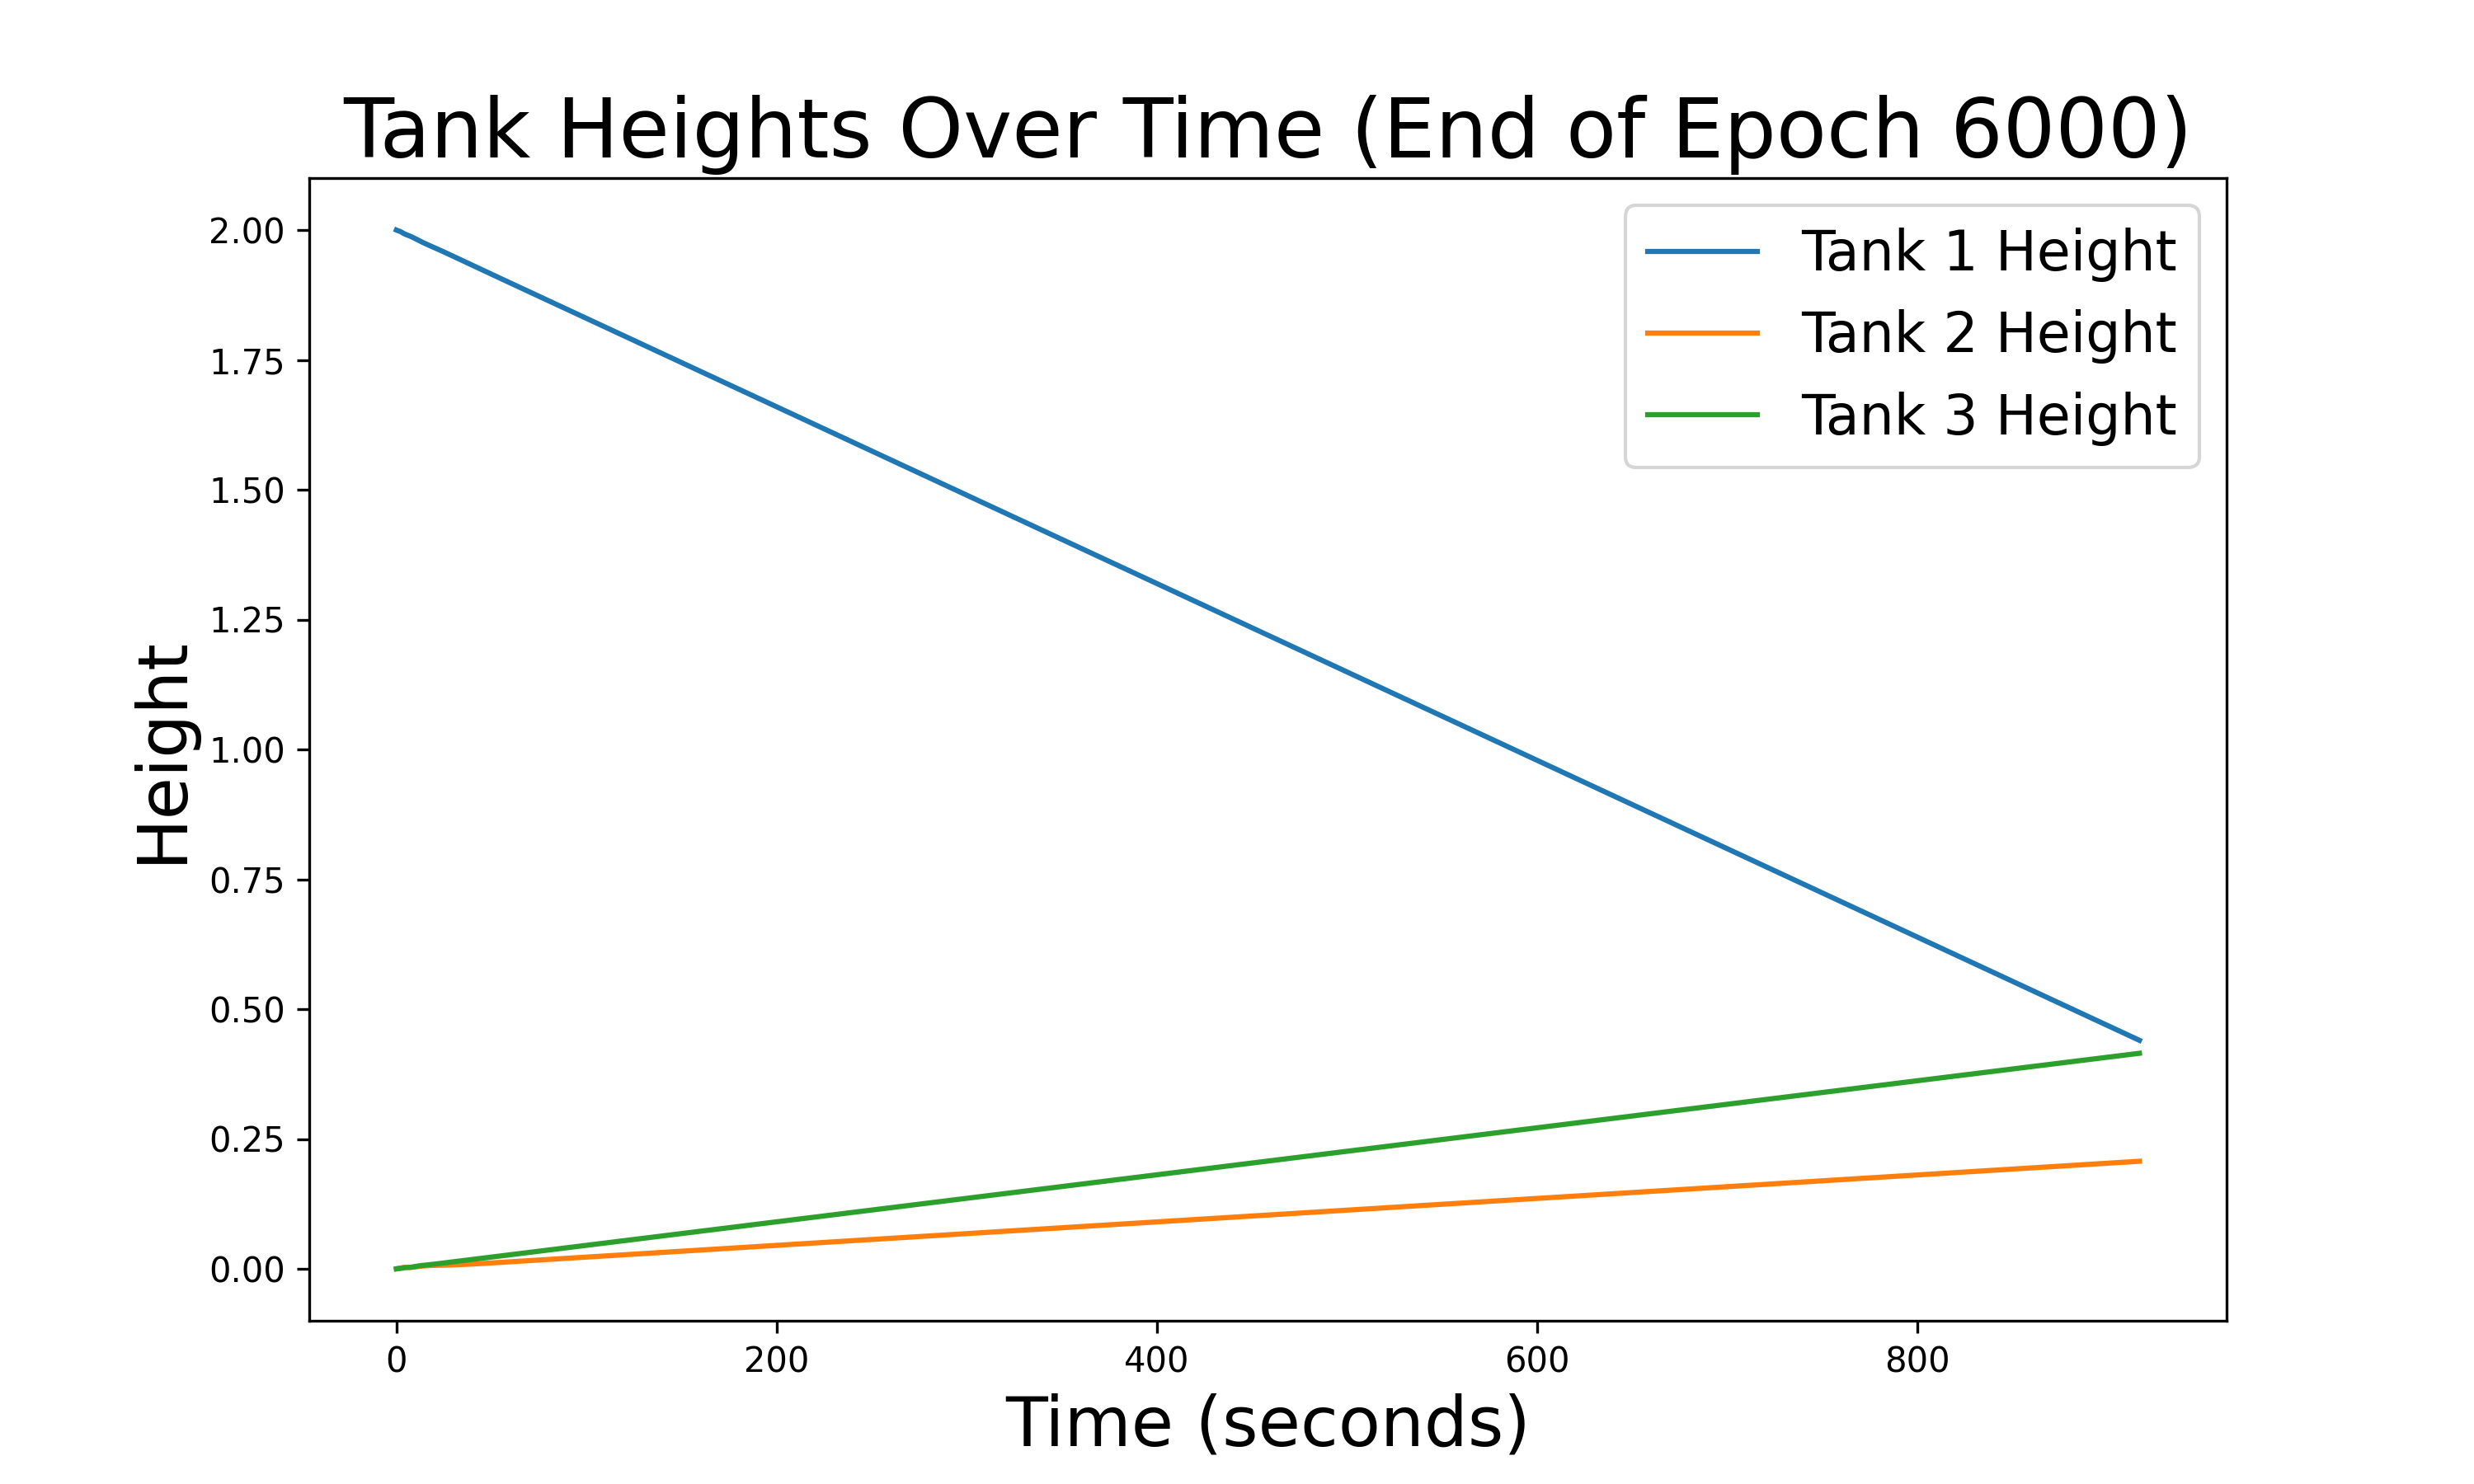 Tank Heights Over Time (End of Epoch 6000)
Tank 1 Height
Tank 2 Height
Tank 3 Height
Height
2.00
1.75
1.50
1.25
1.00
0.75
0.50
0.25
0.00
0 200 400 600 800
Time (seconds)